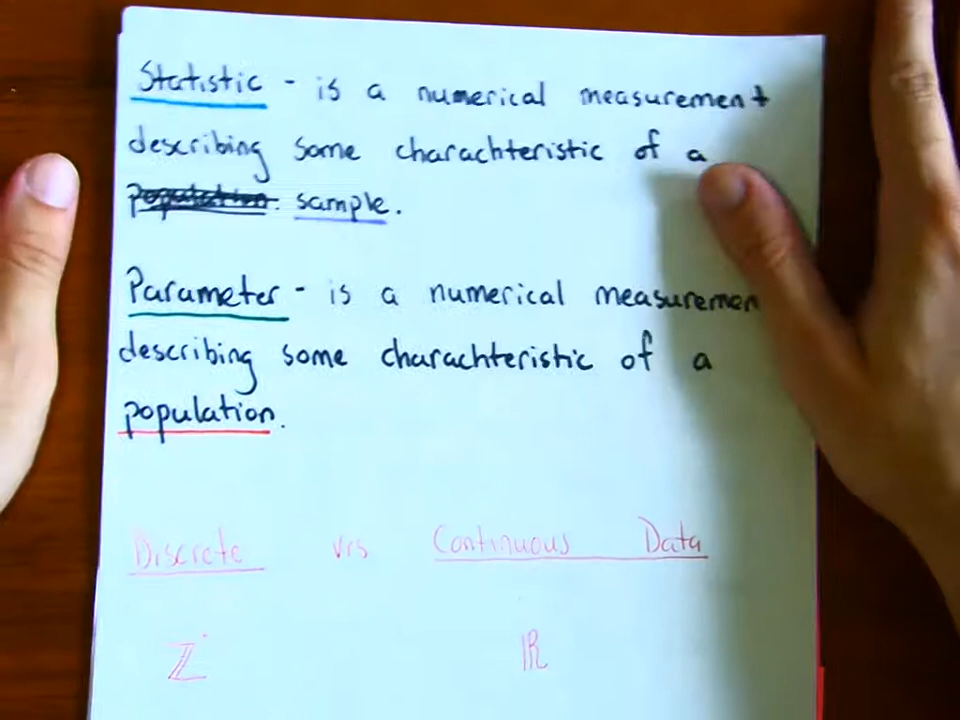 Statistic - is a numerical measurement
describing some charachteristic of a
population. sample.
Parameter - is a numerical measuremen
describing some charachteristic of a
population.
Discrete vrs Continuous Data
ℤ ℝ